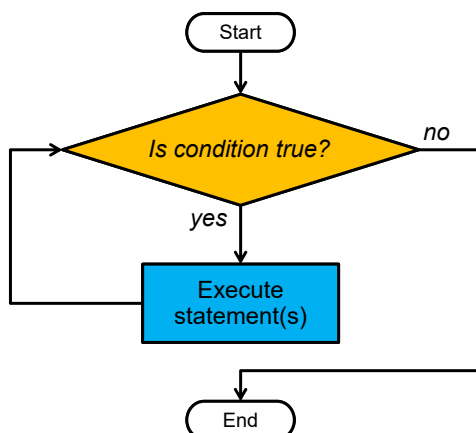 Start
Is condition true?
no
yes
Execute
statement(s)
End